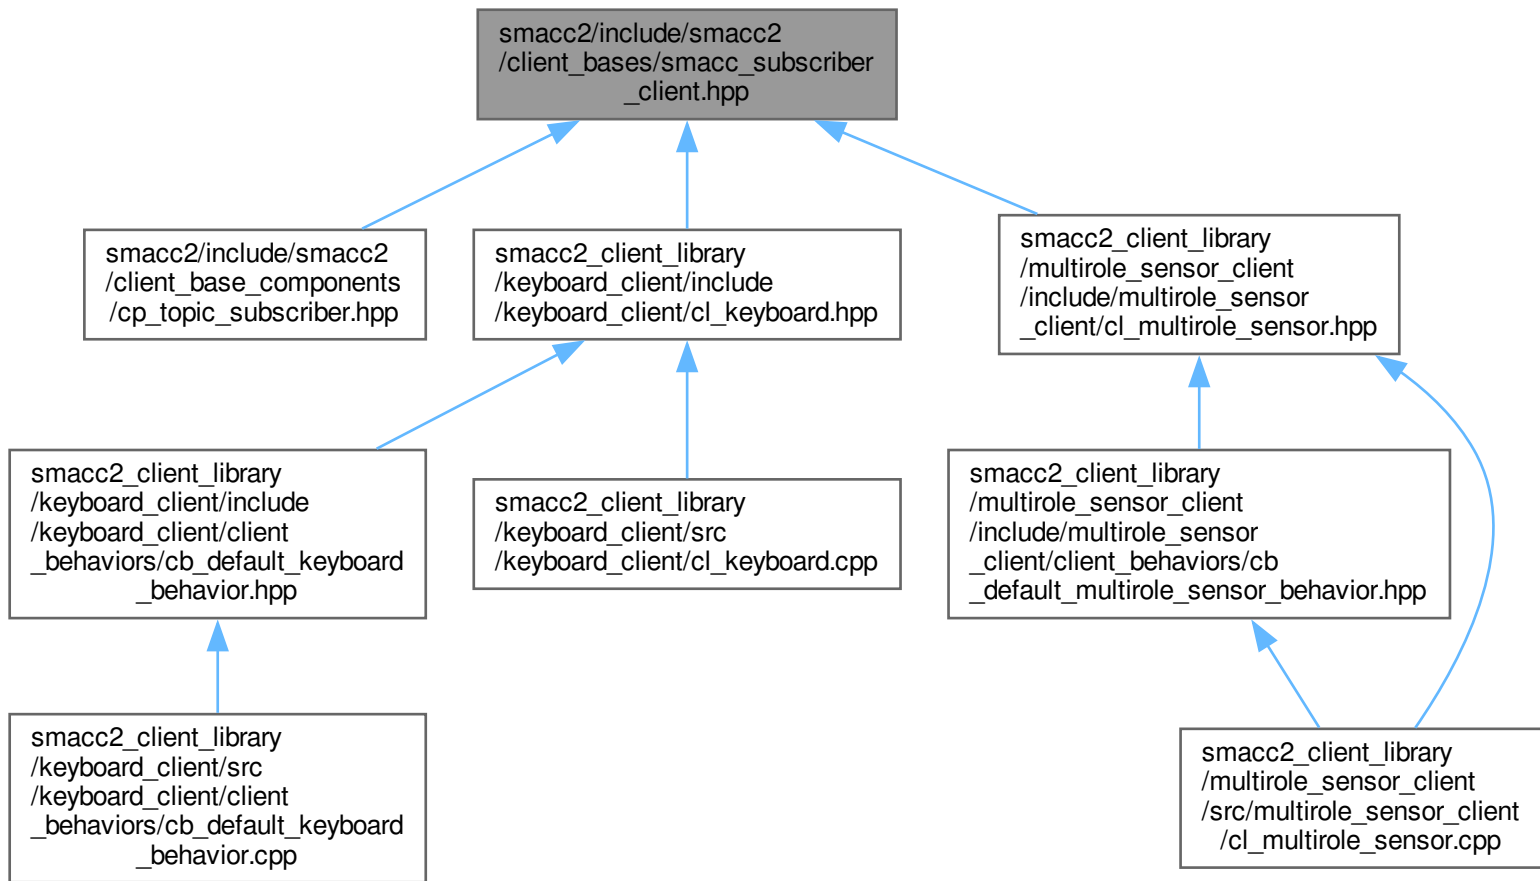 smacc2/include/smacc2
/client_bases/smacc_subscriber
_client.hpp
smacc2/include/smacc2
/client_base_components
/cp_topic_subscriber.hpp
smacc2_client_library
/keyboard_client/include
/keyboard_client/cl_keyboard.hpp
smacc2_client_library
/multirole_sensor_client
/include/multirole_sensor
_client/cl_multirole_sensor.hpp
smacc2_client_library
/keyboard_client/include
/keyboard_client/client
_behaviors/cb_default_keyboard
_behavior.hpp
smacc2_client_library
/keyboard_client/src
/keyboard_client/cl_keyboard.cpp
smacc2_client_library
/multirole_sensor_client
/include/multirole_sensor
_client/client_behaviors/cb
_default_multirole_sensor_behavior.hpp
smacc2_client_library
/keyboard_client/src
/keyboard_client/client
_behaviors/cb_default_keyboard
_behavior.cpp
smacc2_client_library
/multirole_sensor_client
/src/multirole_sensor_client
/cl_multirole_sensor.cpp